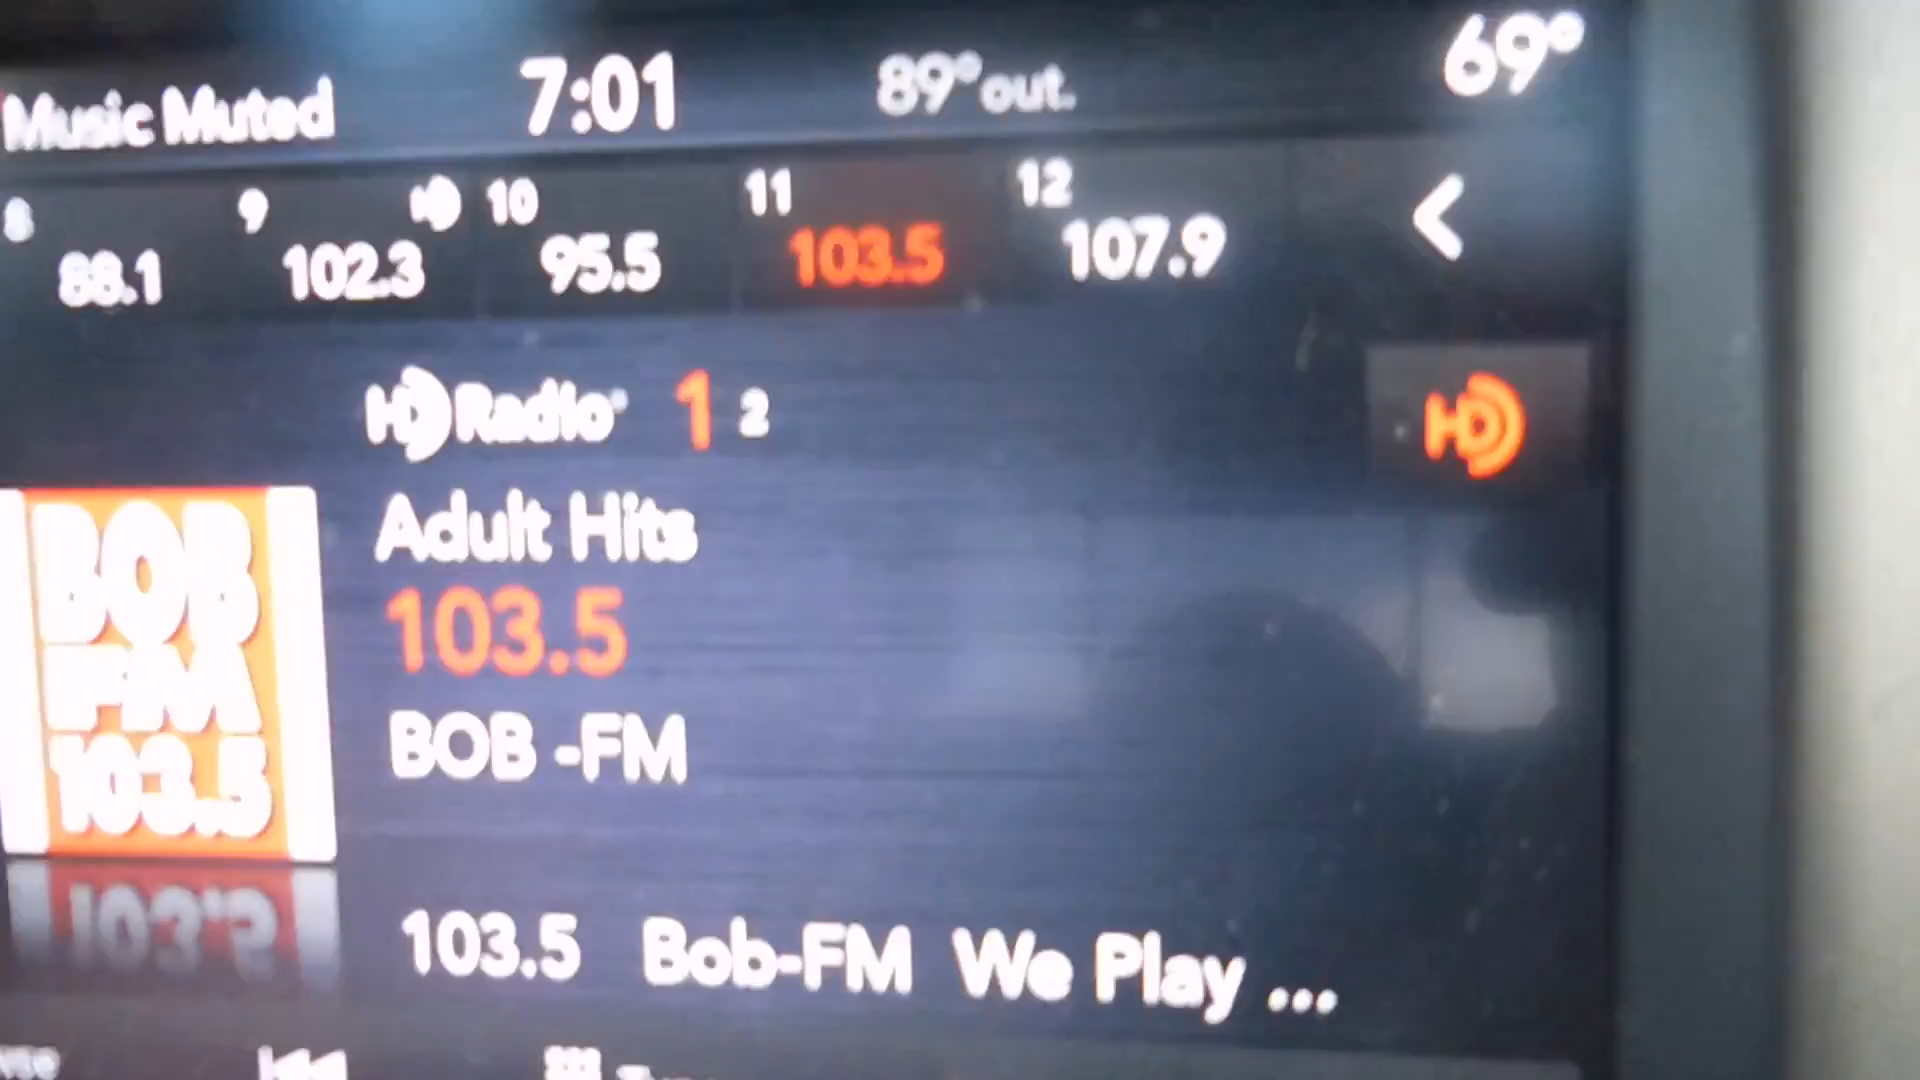 Music Muted 7:01 89° out. 69°
8 9 10 11 12
88.1 102.3 95.5 103.5 107.9
HD Radio 1 2
HD
Adult Hits
103.5
BOB -FM
BOB
FM
103.5
103.5 Bob-FM We Play ...